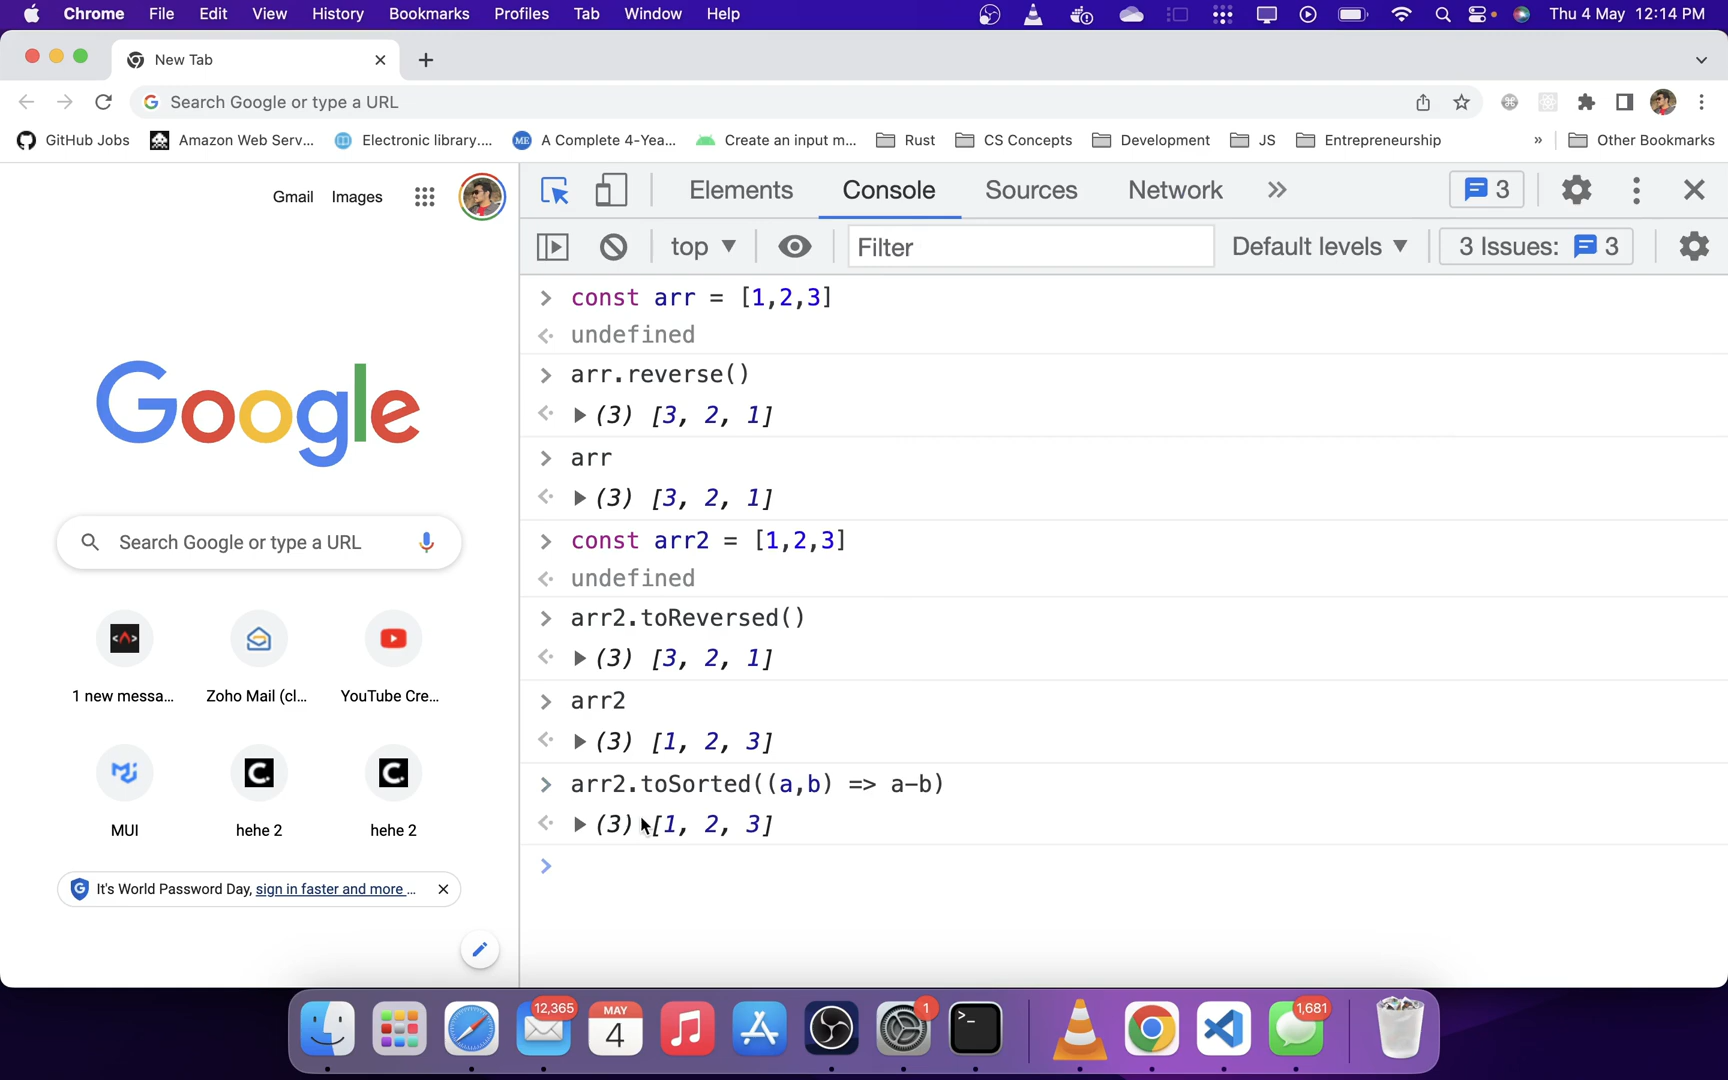 Chrome File Edit View History Bookmarks Profiles Tab Window Help Thu 4 May 12:14 PM
New Tab
Search Google or type a URL
GitHub Jobs Amazon Web Serv... Electronic library.... ME A Complete 4-Yea... Create an input m... Rust CS Concepts Development JS Entrepreneurship » Other Bookmarks
Gmail Images
Google
Search Google or type a URL
1 new messa... Zoho Mail (cl... YouTube Cre...
MUI hehe 2 hehe 2
It's World Password Day, sign in faster and more ...
Elements Console Sources Network » 3
top Filter Default levels 3 Issues: 3
> const arr = [1,2,3]
undefined
> arr.reverse()
(3) [3, 2, 1]
> arr
(3) [3, 2, 1]
> const arr2 = [1,2,3]
undefined
> arr2.toReversed()
(3) [3, 2, 1]
> arr2
(3) [1, 2, 3]
> arr2.toSorted((a,b) => a-b)
(3) [1, 2, 3]
>
12,365 MAY 4 1 >_ 1,681